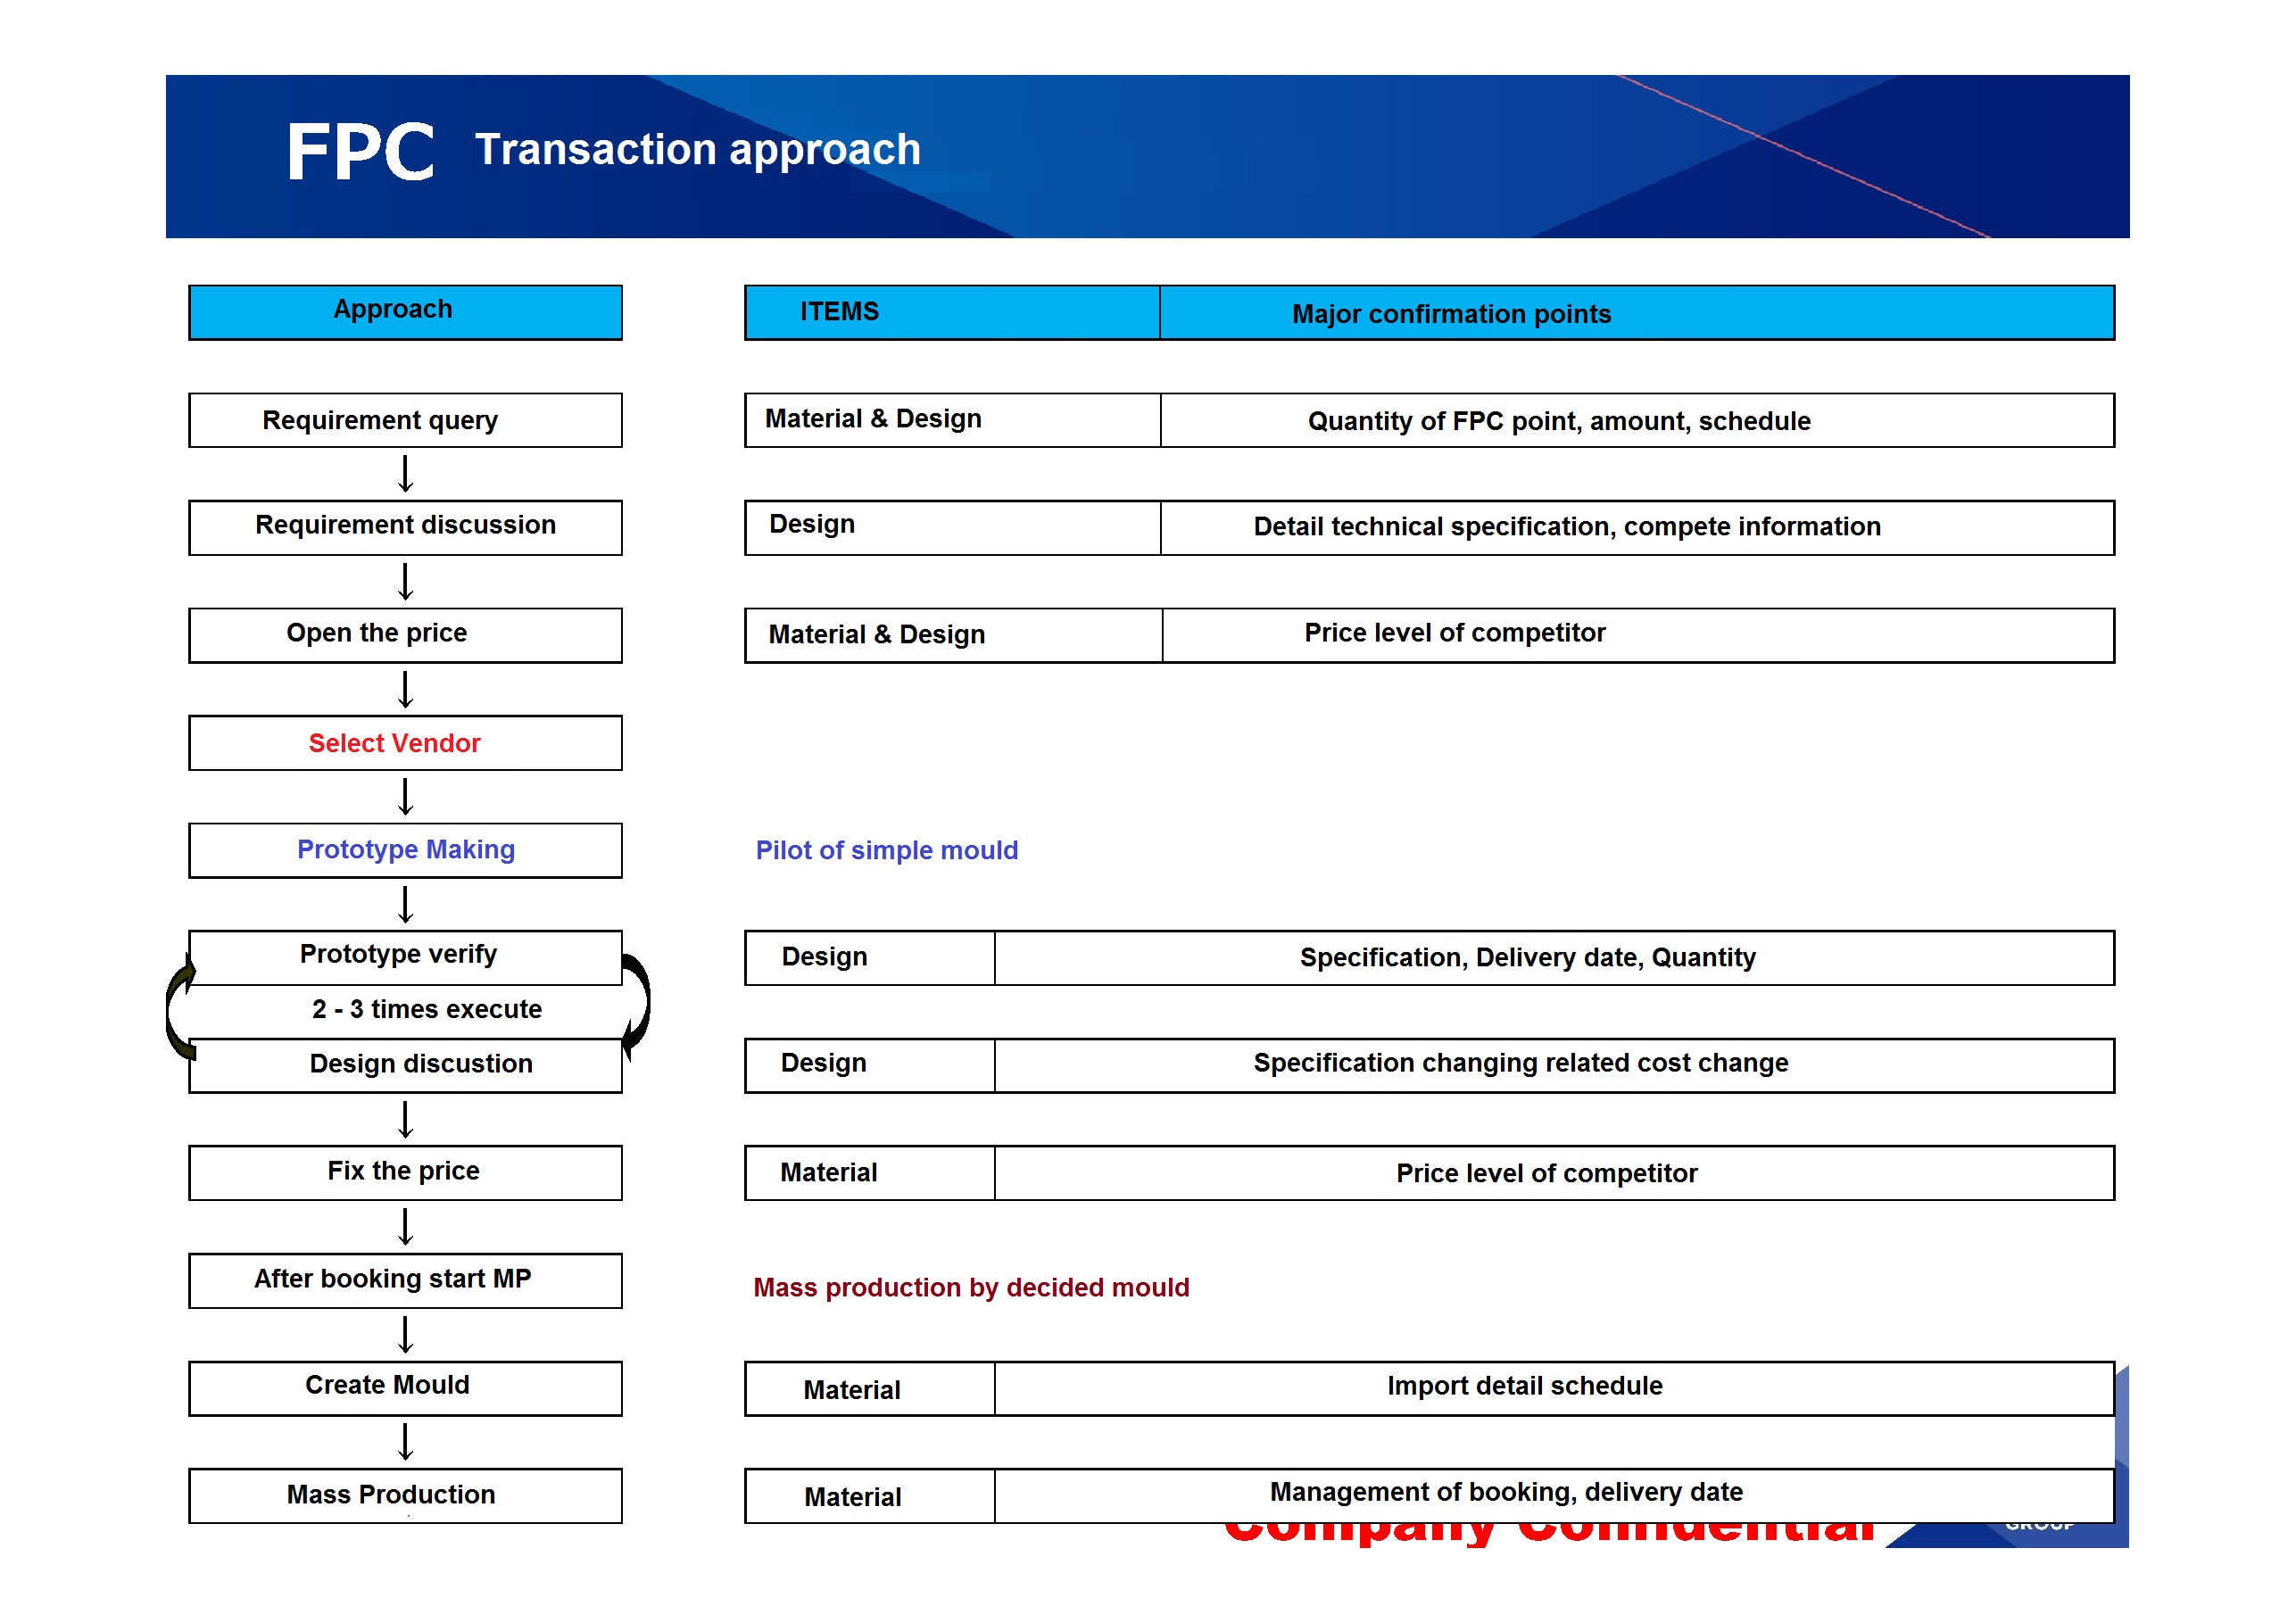 FPC Transaction approach
Approach ITEMS Major confirmation points
Requirement query Material & Design Quantity of FPC point, amount, schedule
Requirement discussion Design Detail technical specification, compete information
Open the price Material & Design Price level of competitor
Select Vendor
Prototype Making Pilot of simple mould
Prototype verify Design Specification, Delivery date, Quantity
2 - 3 times execute
Design discustion Design Specification changing related cost change
Fix the price Material Price level of competitor
After booking start MP Mass production by decided mould
Create Mould Material Import detail schedule
Mass Production Material Management of booking, delivery date
Company Confidential GROUP